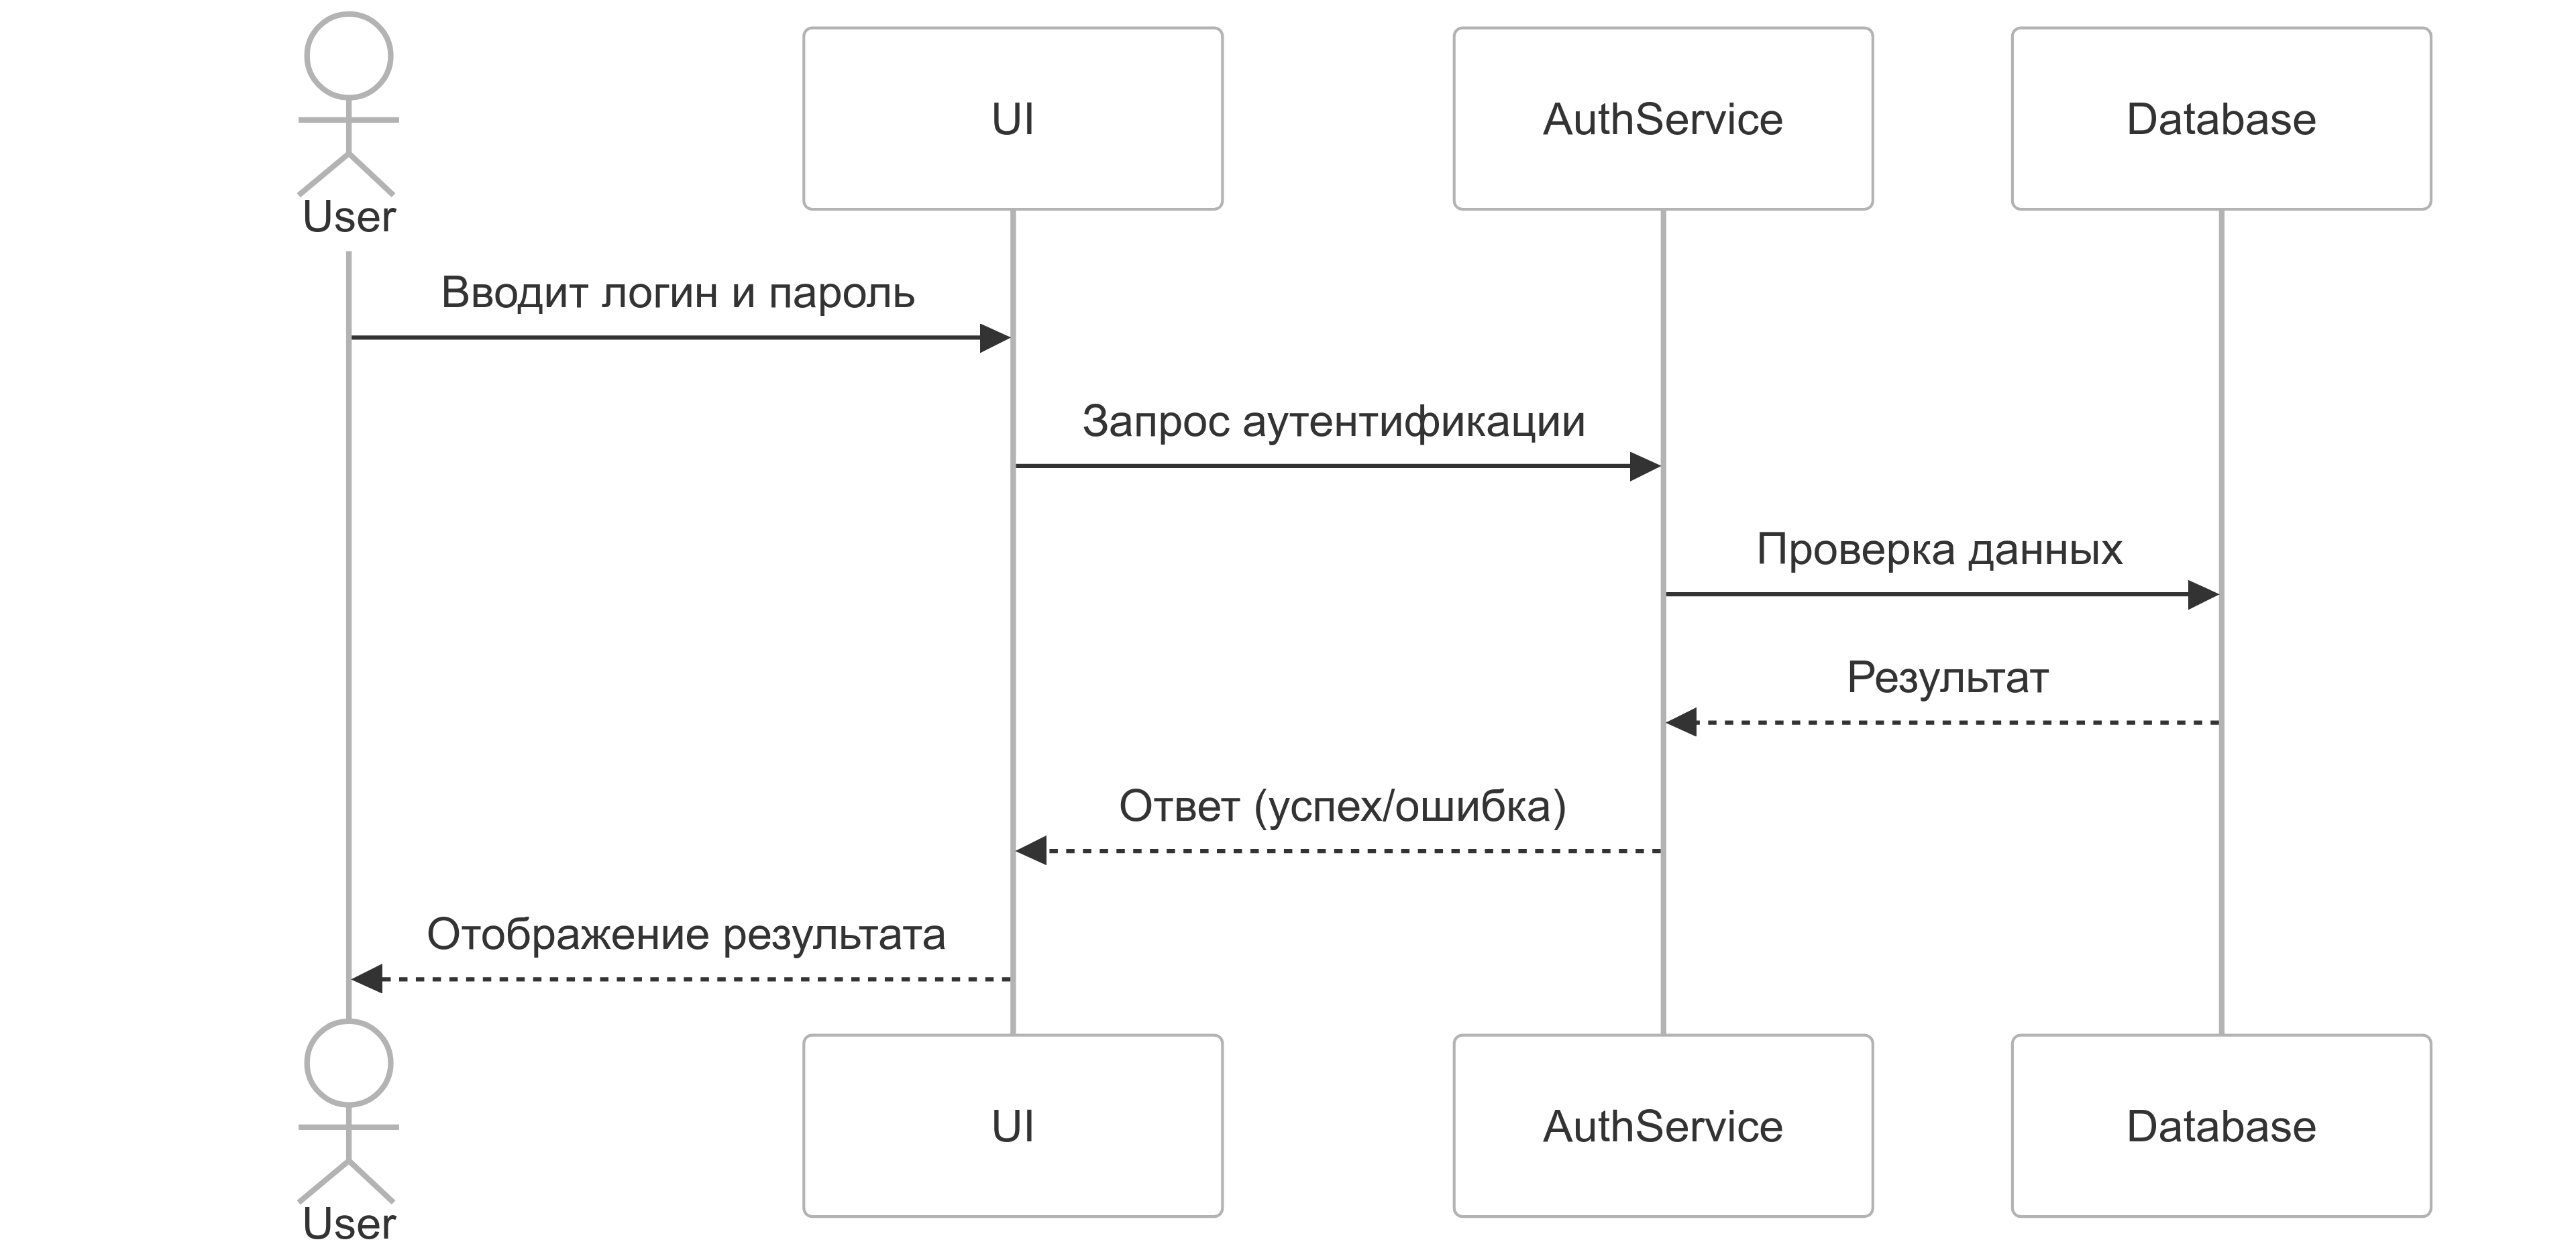 User
UI
AuthService
Database
Вводит логин и пароль
Запрос аутентификации
Проверка данных
Результат
Ответ (успех/ошибка)
Отображение результата
User
UI
AuthService
Database